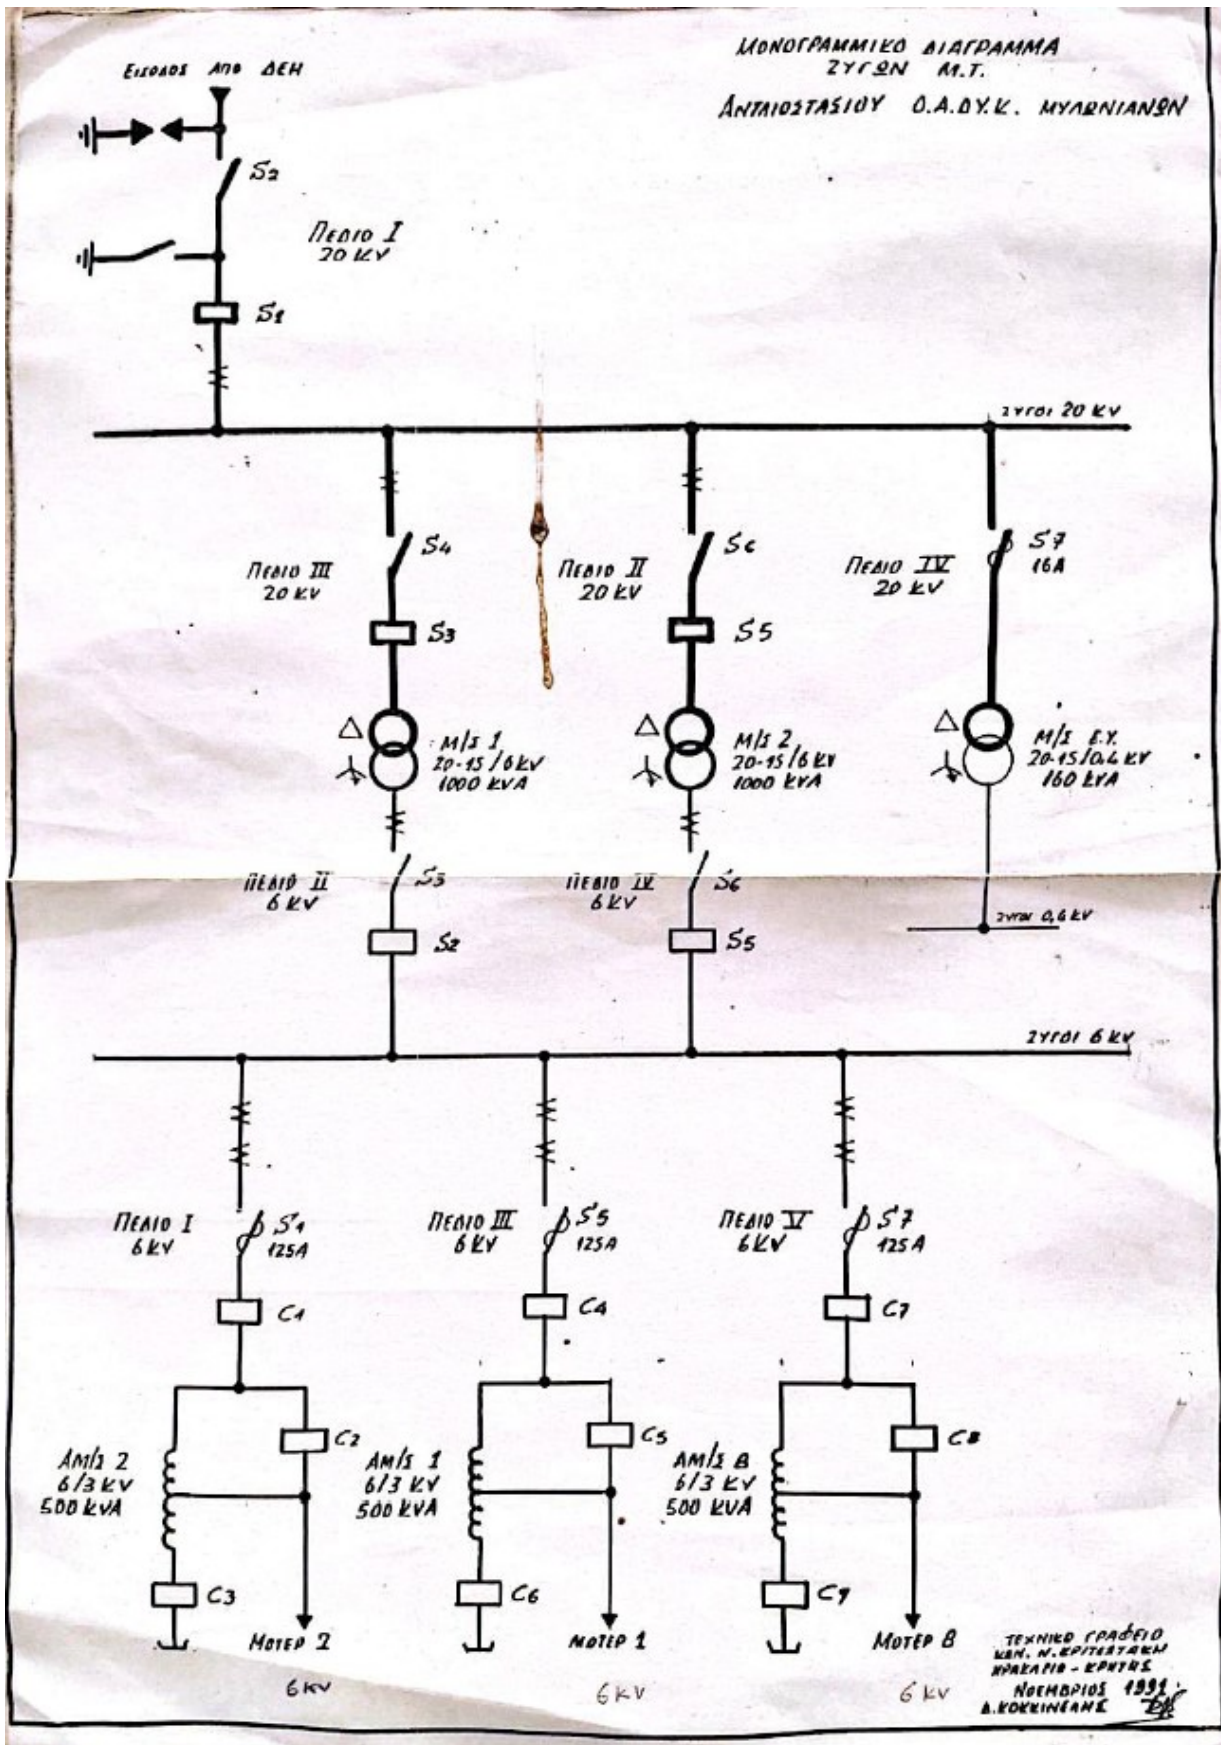 ΜΟΝΟΓΡΑΜΜΙΚΟ ΔΙΑΓΡΑΜΜΑ
ΖΥΓΩΝ Μ.Τ.
ΑΝΤΛΙΟΣΤΑΣΙΟΥ Ο.Α.ΔΥ.Κ. ΜΥΛΩΝΙΑΝΩΝ
ΕΙΣΟΔΟΣ ΑΠΟ ΔΕΗ
S2
ΠΕΔΙΟ I
20 KV
S1
ΖΥΓΟΙ 20 KV
S4
ΠΕΔΙΟ III
20 KV
S3
S6
ΠΕΔΙΟ II
20 KV
S5
S7
16A
ΠΕΔΙΟ IV
20 KV
Μ/Σ 1
20-15/6 KV
1000 KVA
Μ/Σ 2
20-15/6 KV
1000 KVA
Μ/Σ Ε.Υ.
20-15/0,4 KV
160 KVA
ΠΕΔΙΟ II
6 KV
S3
S2
ΠΕΔΙΟ IV
6 KV
S6
S5
ΖΥΓΟΙ 0,4 KV
ΖΥΓΟΙ 6 KV
ΠΕΔΙΟ I
6 KV
S1
125A
C1
ΠΕΔΙΟ III
6 KV
S5
125A
C4
ΠΕΔΙΟ V
6 KV
S7
125A
C7
C2
ΑΜ/Σ 2
6/3 KV
500 KVA
C3
ΜΟΤΕΡ 2
6 KV
C5
ΑΜ/Σ 1
6/3 KV
500 KVA
C6
ΜΟΤΕΡ 1
6 KV
C8
ΑΜ/Σ Β
6/3 KV
500 KVA
C9
ΜΟΤΕΡ Β
6 KV
ΤΕΧΝΙΚΟ ΓΡΑΦΕΙΟ
Ν. ΚΡΙΤΣΩΤΑΚΗ
ΗΡΑΚΛΕΙΟ - ΚΡΗΤΗΣ
ΝΟΕΜΒΡΙΟΣ 1991
Δ. ΚΟΚΚΙΝΕΛΗΣ